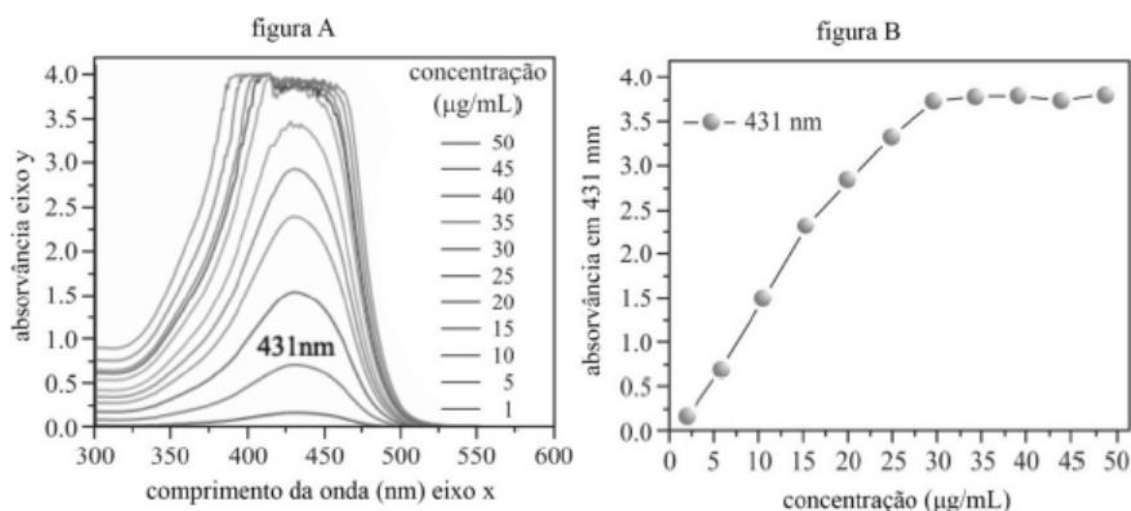 figura A
absorvância eixo y
4.0
3.5
3.0
2.5
2.0
1.5
1.0
0.5
0.0
431nm
concentração
(μg/mL)
50
45
40
35
30
25
20
15
10
5
1
300 350 400 450 500 550 600
comprimento da onda (nm) eixo x
figura B
absorvância em 431 mm
4.0
3.5
3.0
2.5
2.0
1.5
1.0
0.5
0.0
431 nm
0 5 10 15 20 25 30 35 40 45 50
concentração (μg/mL)